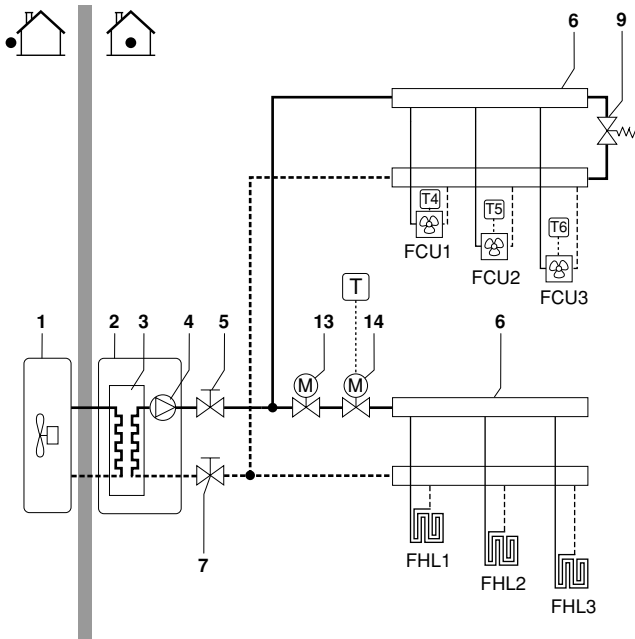 6 9
T4 T5 T6
FCU1 FCU2 FCU3
T
1 2 3 4 5 13 14 6
M M
7
FHL1 FHL2 FHL3